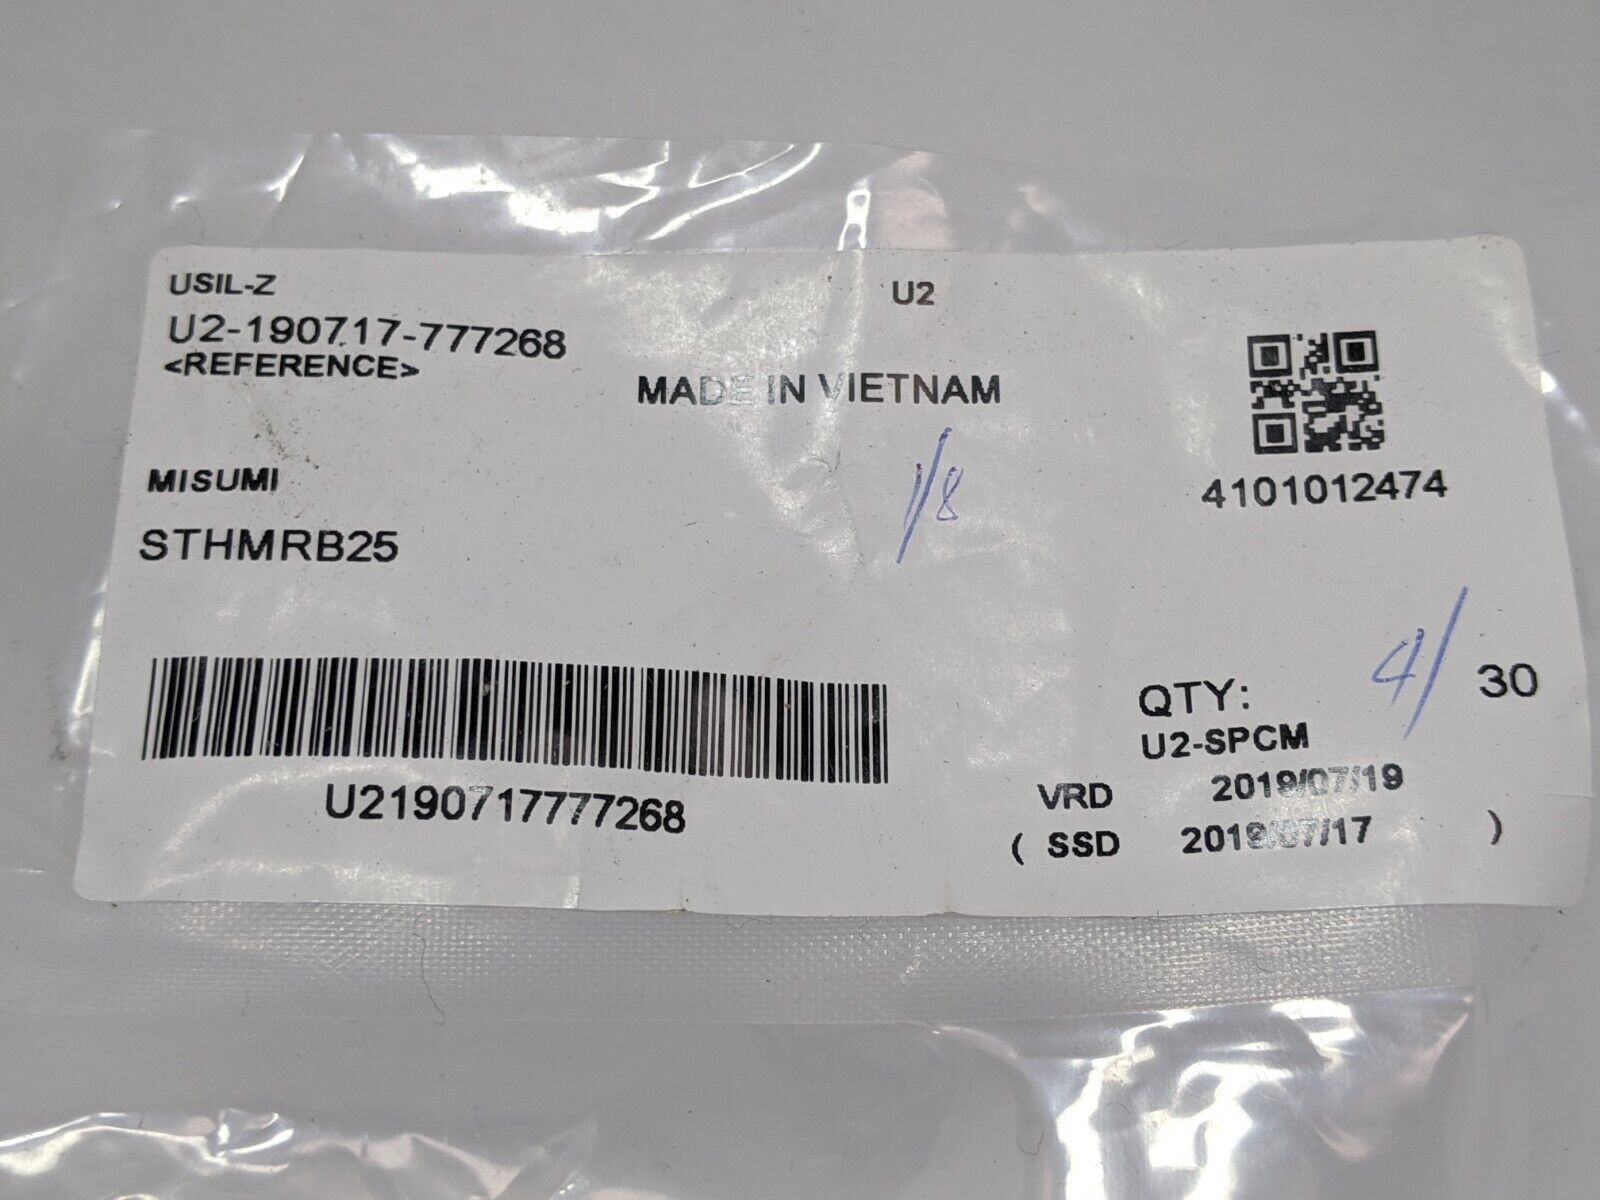 USIL-Z
U2
U2-190717-777268
<REFERENCE>
MADE IN VIETNAM
4101012474
MISUMI
1/8
STHMRB25
QTY: 4/ 30
U2-SPCM
VRD 2019/07/19
( SSD 2019/07/17 )
U2190717777268